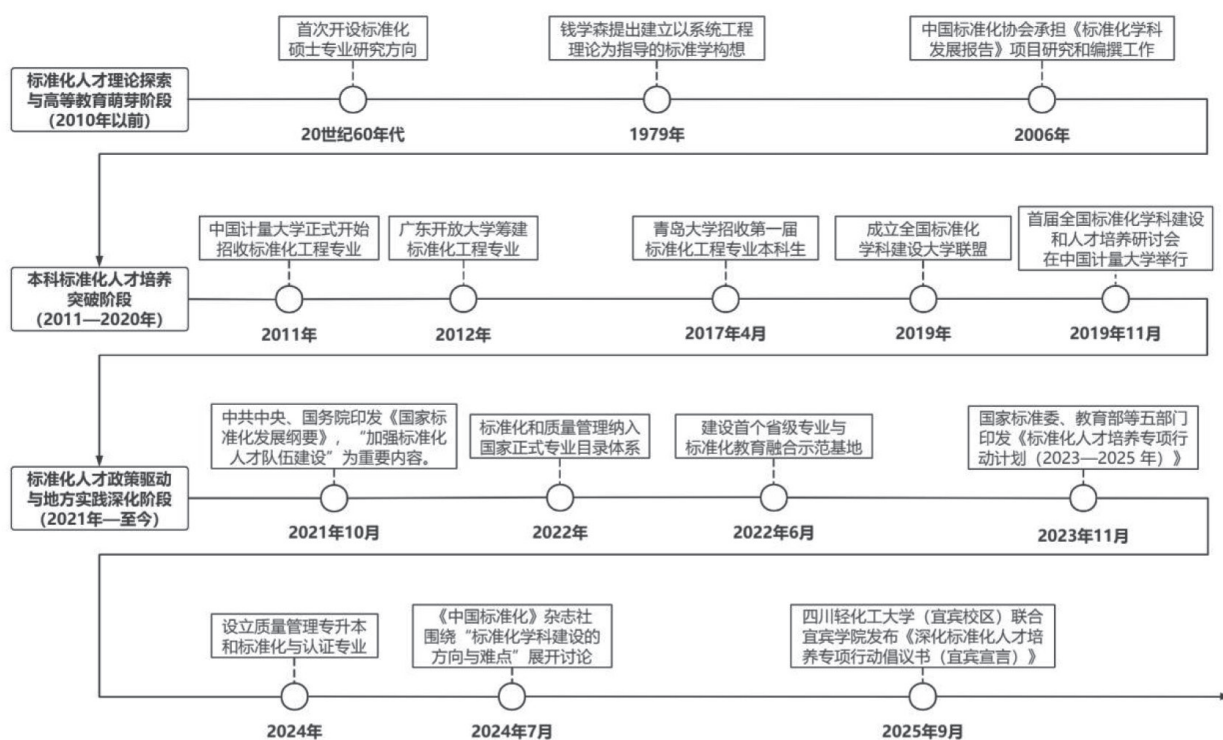 首次开设标准化
硕士专业研究方向
钱学森提出建立以系统工程
理论为指导的标准学构想
中国标准化协会承担《标准化学科
发展报告》项目研究和编撰工作
标准化人才理论探索
与高等教育萌芽阶段
（2010年以前）
20世纪60年代
1979年
2006年
中国计量大学正式开始
招收标准化工程专业
广东开放大学筹建
标准化工程专业
青岛大学招收第一届
标准化工程专业本科生
成立全国标准化
学科建设大学联盟
首届全国标准化学科建设
和人才培养研讨会
在中国计量大学举行
本科标准化人才培养
突破阶段
（2011—2020年）
2011年
2012年
2017年4月
2019年
2019年11月
中共中央、国务院印发《国家标
准化发展纲要》，“加强标准化
人才队伍建设”为重要内容。
标准化和质量管理纳入
国家正式专业目录体系
建设首个省级专业与
标准化教育融合示范基地
国家标准委、教育部等五部门
印发《标准化人才培养专项行
动计划（2023—2025 年）》
标准化人才政策驱动
与地方实践深化阶段
（2021年—至今）
2021年10月
2022年
2022年6月
2023年11月
设立质量管理专升本
和标准化与认证专业
《中国标准化》杂志社
围绕“标准化学科建设的
方向与难点”展开讨论
四川轻化工大学（宜宾校区）联合
宜宾学院发布《深化标准化人才培
养专项行动倡议书（宜宾宣言）》
2024年
2024年7月
2025年9月